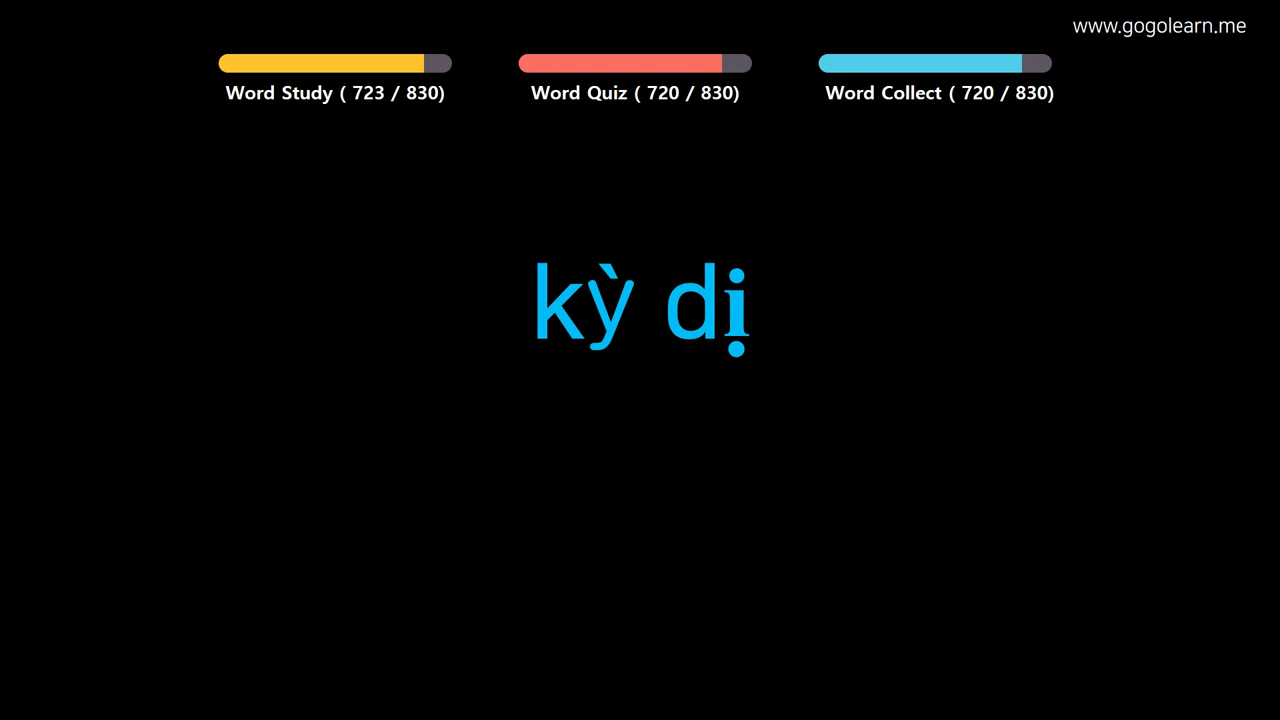 www.gogolearn.me
Word Study ( 723 / 830)
Word Quiz ( 720 / 830)
Word Collect ( 720 / 830)
kỳ dị